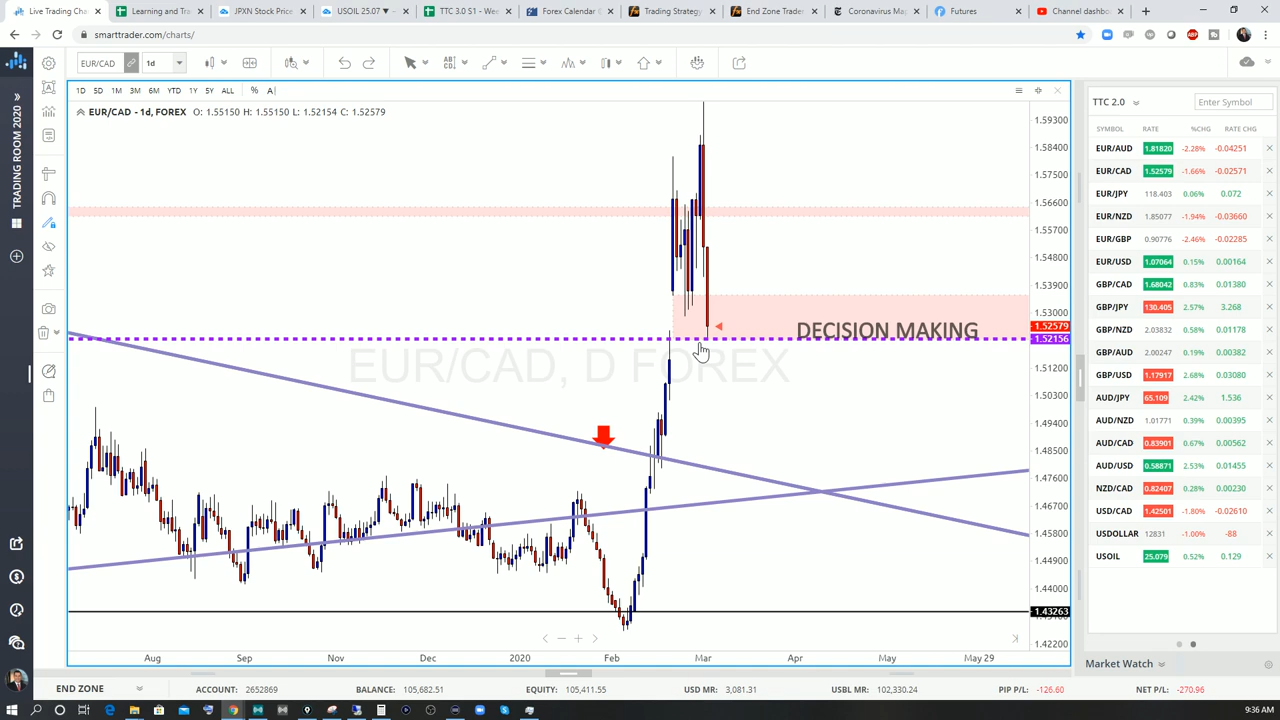 Living Trading Cha
Learning and Tra
JPXN Stock Price
USOIL 25.07 ▼
TTC 3.0 S1 - Wee
Forex Calendar @
Trading Strategy
End Zone Trader
Coronavirus Map
Futures
Channel dashboa
smarttrader.com/charts/
EUR/CAD
1d
1D 5D 1M 3M 6M YTD 1Y 5Y ALL % A|
EUR/CAD - 1d, FOREX O: 1.55150 H: 1.55150 L: 1.52154 C: 1.52579
TRADING ROOM 2020
DECISION MAKING
EUR/CAD, D FOREX
1.59300
1.58400
1.57500
1.56600
1.55700
1.54800
1.53900
1.53000
1.52579
1.52156
1.51200
1.50300
1.49400
1.48500
1.47600
1.46700
1.45800
1.44900
1.44000
1.43263
1.42200
Aug Sep Nov Dec 2020 Feb Mar Apr May May 29
TTC 2.0
Enter Symbol
SYMBOL RATE %CHG RATE CHG
EUR/AUD 1.81820 -2.28% -0.04251
EUR/CAD 1.52579 -1.66% -0.02571
EUR/JPY 118.403 0.06% 0.072
EUR/NZD 1.85077 -1.94% -0.03660
EUR/GBP 0.90776 -2.46% -0.02285
EUR/USD 1.07064 0.15% 0.00164
GBP/CAD 1.68042 0.83% 0.01380
GBP/JPY 130.405 2.57% 3.268
GBP/NZD 2.03832 0.58% 0.01178
GBP/AUD 2.00247 0.19% 0.00382
GBP/USD 1.17917 2.68% 0.03080
AUD/JPY 65.109 2.42% 1.536
AUD/NZD 1.01771 0.39% 0.00395
AUD/CAD 0.83901 0.67% 0.00562
AUD/USD 0.58871 2.53% 0.01455
NZD/CAD 0.82407 0.28% 0.00230
USD/CAD 1.42501 -1.80% -0.02610
USDOLLAR 12831 -1.00% -88
USOIL 25.079 0.52% 0.129
Market Watch
END ZONE ACCOUNT: 2652869 BALANCE: 105,682.51 EQUITY: 105,411.55 USD MR: 3,081.31 USBL MR: 102,330.24 PIP P/L: -126.60 NET P/L: -270.96
9:36 AM